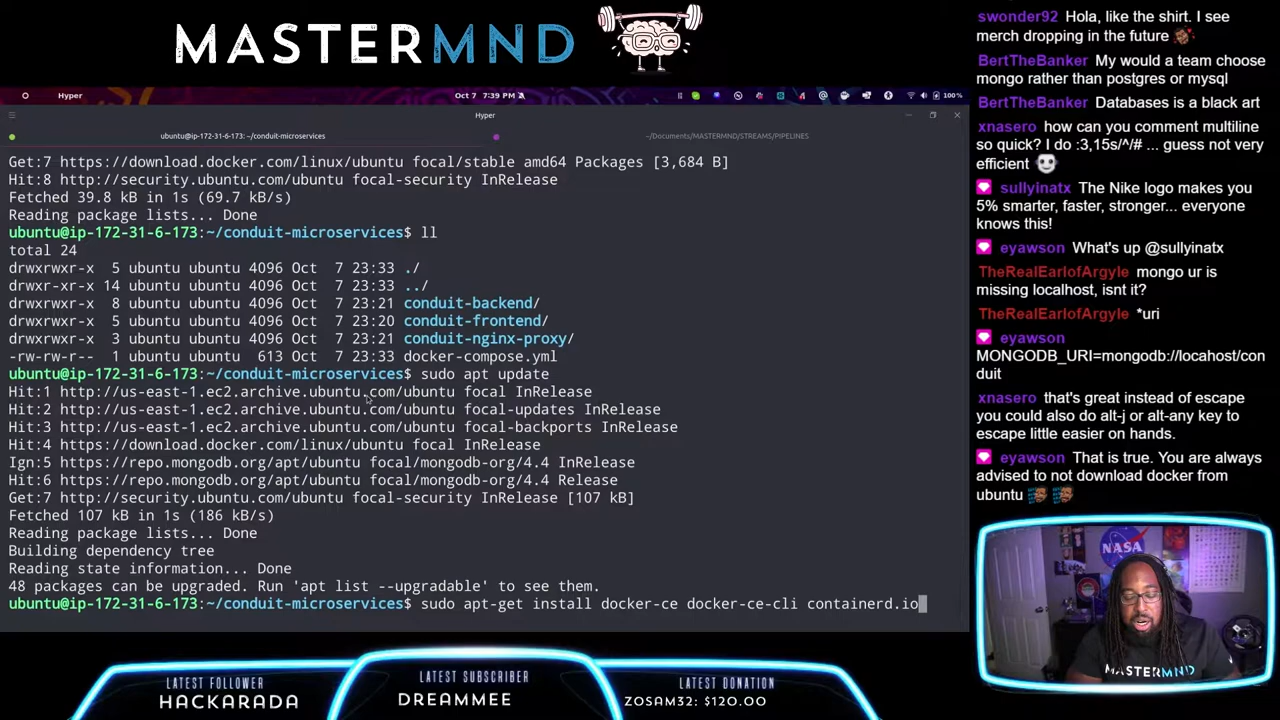 MASTERMND
Hyper
Oct 7 7:39 PM
100%
Hyper
ubuntu@ip-172-31-6-173: ~/conduit-microservices
~/Documents/MASTERMND/STREAMS/PIPELINES
Get:7 https://download.docker.com/linux/ubuntu focal/stable amd64 Packages [3,684 B]
Hit:8 http://security.ubuntu.com/ubuntu focal-security InRelease
Fetched 39.8 kB in 1s (69.7 kB/s)
Reading package lists... Done
ubuntu@ip-172-31-6-173:~/conduit-microservices$ ll
total 24
drwxrwxr-x  5 ubuntu ubuntu 4096 Oct  7 23:33 ./
drwxr-xr-x 14 ubuntu ubuntu 4096 Oct  7 23:33 ../
drwxrwxr-x  8 ubuntu ubuntu 4096 Oct  7 23:21 conduit-backend/
drwxrwxr-x  5 ubuntu ubuntu 4096 Oct  7 23:20 conduit-frontend/
drwxrwxr-x  3 ubuntu ubuntu 4096 Oct  7 23:21 conduit-nginx-proxy/
-rw-rw-r--  1 ubuntu ubuntu  613 Oct  7 23:33 docker-compose.yml
ubuntu@ip-172-31-6-173:~/conduit-microservices$ sudo apt update
Hit:1 http://us-east-1.ec2.archive.ubuntu.com/ubuntu focal InRelease
Hit:2 http://us-east-1.ec2.archive.ubuntu.com/ubuntu focal-updates InRelease
Hit:3 http://us-east-1.ec2.archive.ubuntu.com/ubuntu focal-backports InRelease
Hit:4 https://download.docker.com/linux/ubuntu focal InRelease
Ign:5 https://repo.mongodb.org/apt/ubuntu focal/mongodb-org/4.4 InRelease
Hit:6 https://repo.mongodb.org/apt/ubuntu focal/mongodb-org/4.4 Release
Get:7 http://security.ubuntu.com/ubuntu focal-security InRelease [107 kB]
Fetched 107 kB in 1s (186 kB/s)
Reading package lists... Done
Building dependency tree
Reading state information... Done
48 packages can be upgraded. Run 'apt list --upgradable' to see them.
ubuntu@ip-172-31-6-173:~/conduit-microservices$ sudo apt-get install docker-ce docker-ce-cli containerd.io
swonder92 Hola, like the shirt. I see
merch dropping in the future
BertTheBanker My would a team choose
mongo rather than postgres or mysql
BertTheBanker Databases is a black art
xnasero how can you comment multiline
so quick? I do :3,15s/^/# ... guess not very
efficient
sullyinatx The Nike logo makes you
5% smarter, faster, stronger... everyone
knows this!
eyawson What's up @sullyinatx
TheRealEarlofArgyle mongo ur is
missing localhost, isnt it?
TheRealEarlofArgyle *uri
eyawson
MONGODB_URI=mongodb://locahost/con
duit
xnasero that's great instead of escape
you could also do alt-j or alt-any key to
escape little easier on hands.
eyawson That is true. You are always
advised to not download docker from
ubuntu
NASA
MASTERMND
LATEST FOLLOWER
HACKARADA
LATEST SUBSCRIBER
DREAMMEE
LATEST DONATION
ZOSAM32: $120.00